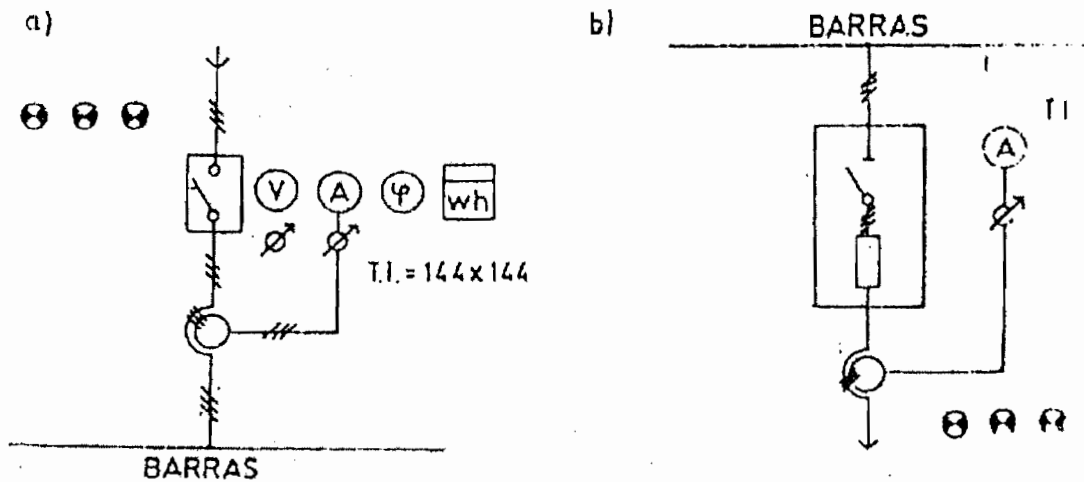 a)
V A φ wh
T.I. = 144 x 144
BARRAS
b)
BARRAS
A